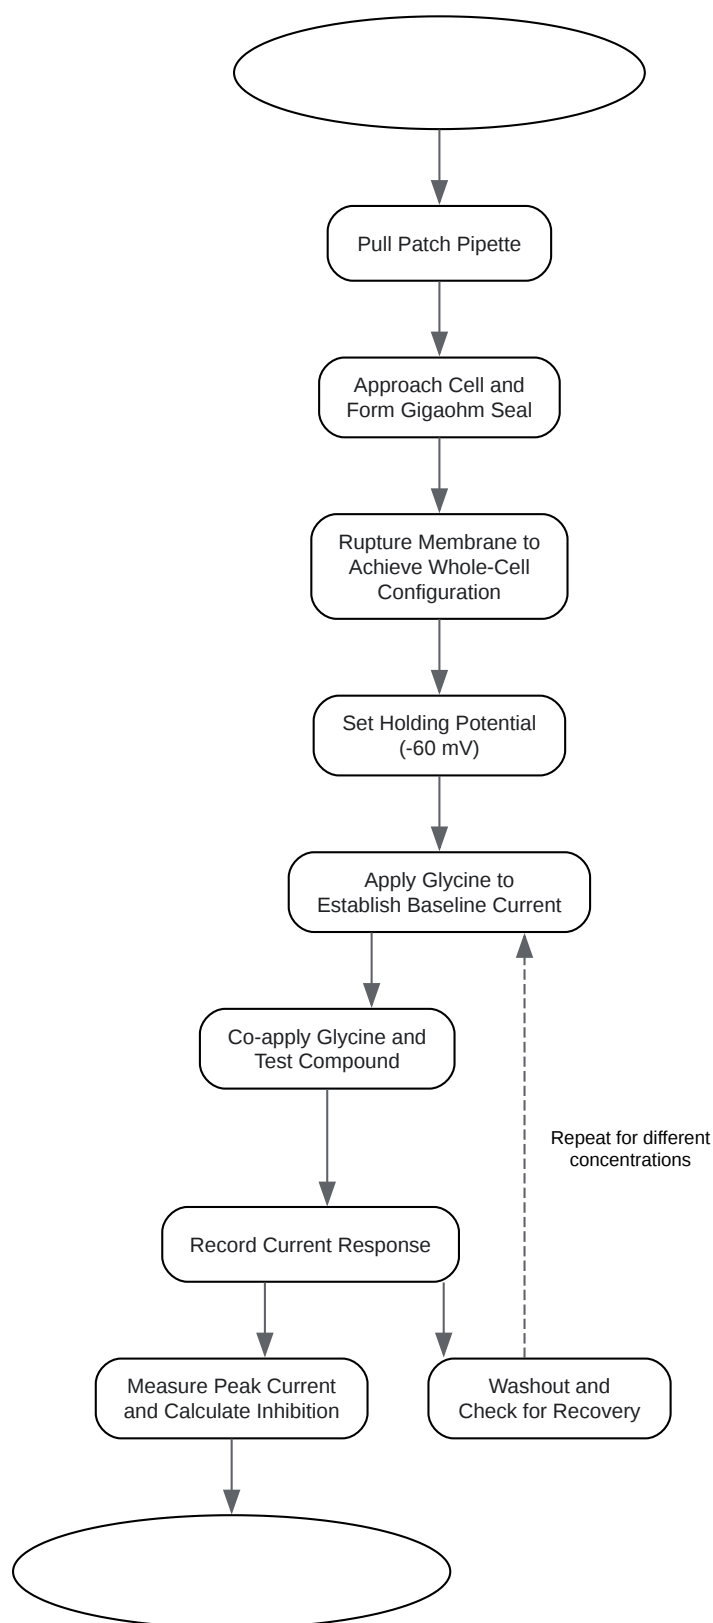 Pull Patch Pipette
Approach Cell and
Form Gigaohm Seal
Rupture Membrane to
Achieve Whole-Cell
Configuration
Set Holding Potential
(-60 mV)
Apply Glycine to
Establish Baseline Current
Co-apply Glycine and
Test Compound
Repeat for different
concentrations
Record Current Response
Measure Peak Current
and Calculate Inhibition
Washout and
Check for Recovery